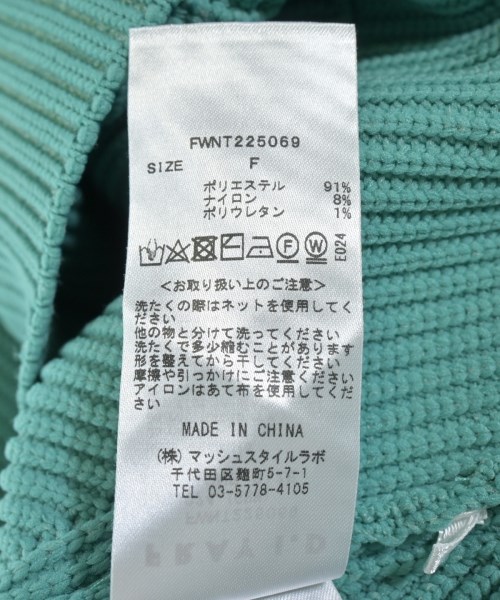 FWNT225069
SIZE F
ポリエステル 91%
ナイロン 8%
ポリウレタン 1%
F W E024
<お取り扱い上のご注意>
洗たくの際はネットを使用してく
ださい
他の物と分けて洗ってください
洗たくで多少縮むことがあります
形を整えてから干してください
摩擦や引っかけにご注意ください
アイロンはあて布を使用してくだ
さい
MADE IN CHINA
(株) マッシュスタイルラボ
千代田区麹町5-7-1
TEL 03-5778-4105
FWNT225069
FRAY I.D